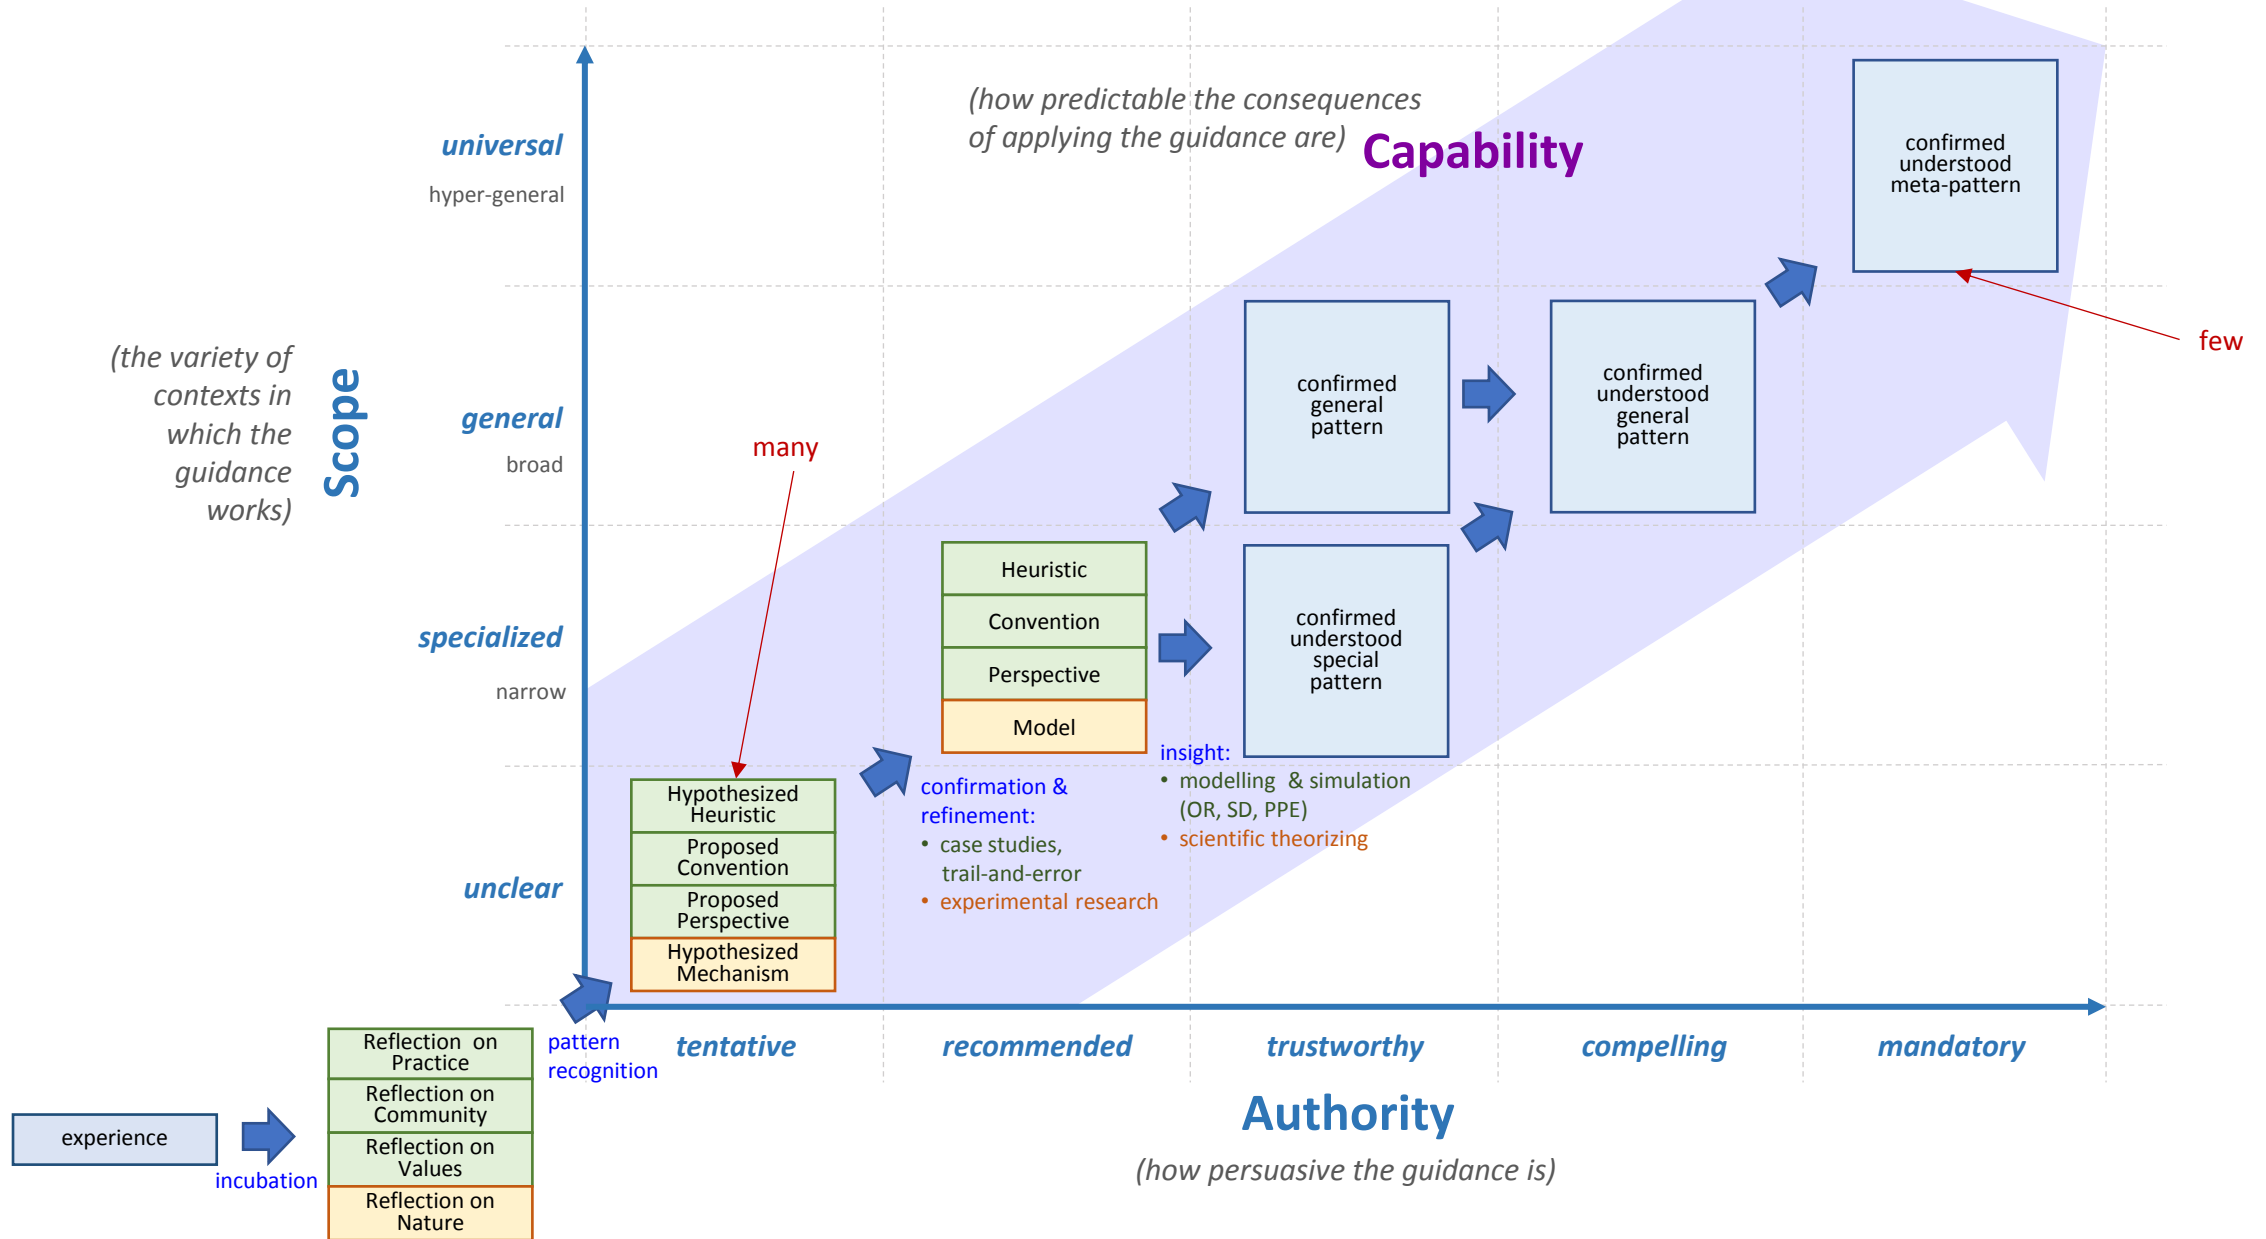 (how predictable the consequences
of applying the guidance are)
Capability
universal
hyper-general
confirmed
understood
meta-pattern
few
(the variety of
contexts in
which the
guidance
works)
Scope
general
broad
many
confirmed
general
pattern
confirmed
understood
general
pattern
specialized
narrow
Heuristic
Convention
Perspective
Model
confirmed
understood
special
pattern
insight:
• modelling & simulation
(OR, SD, PPE)
• scientific theorizing
confirmation &
refinement:
• case studies,
trail-and-error
• experimental research
unclear
Hypothesized
Heuristic
Proposed
Convention
Proposed
Perspective
Hypothesized
Mechanism
pattern
recognition
tentative
recommended
trustworthy
compelling
mandatory
Authority
(how persuasive the guidance is)
experience
incubation
Reflection on
Practice
Reflection on
Community
Reflection on
Values
Reflection on
Nature